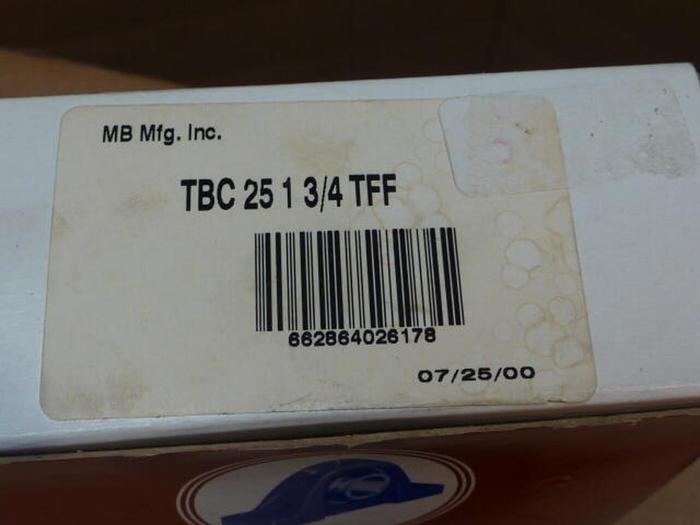 MB Mfg. Inc.
TBC 25 1 3/4 TFF
662864026178
07/25/00